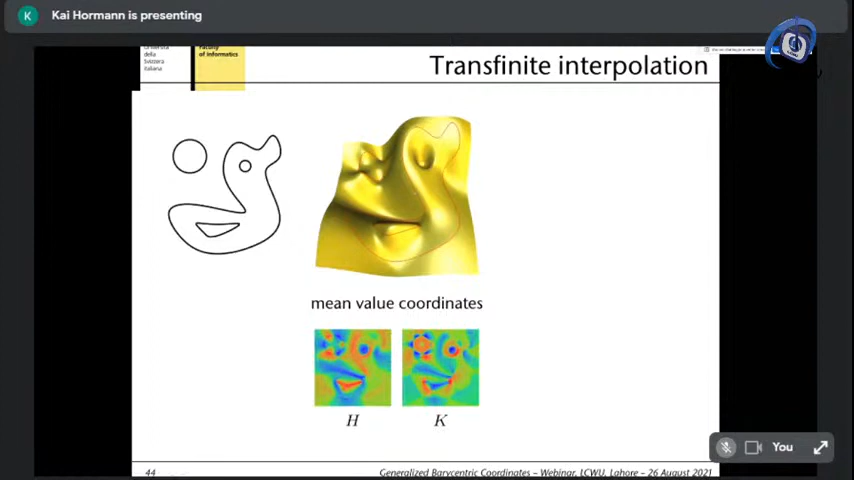 K Kai Hormann is presenting
della
Svizzera
italiana
Faculty
of Informatics
Transfinite interpolation
mean value coordinates
H
K
You
44
Generalized Barycentric Coordinates – Webinar, LCWU, Lahore – 26 August 2021